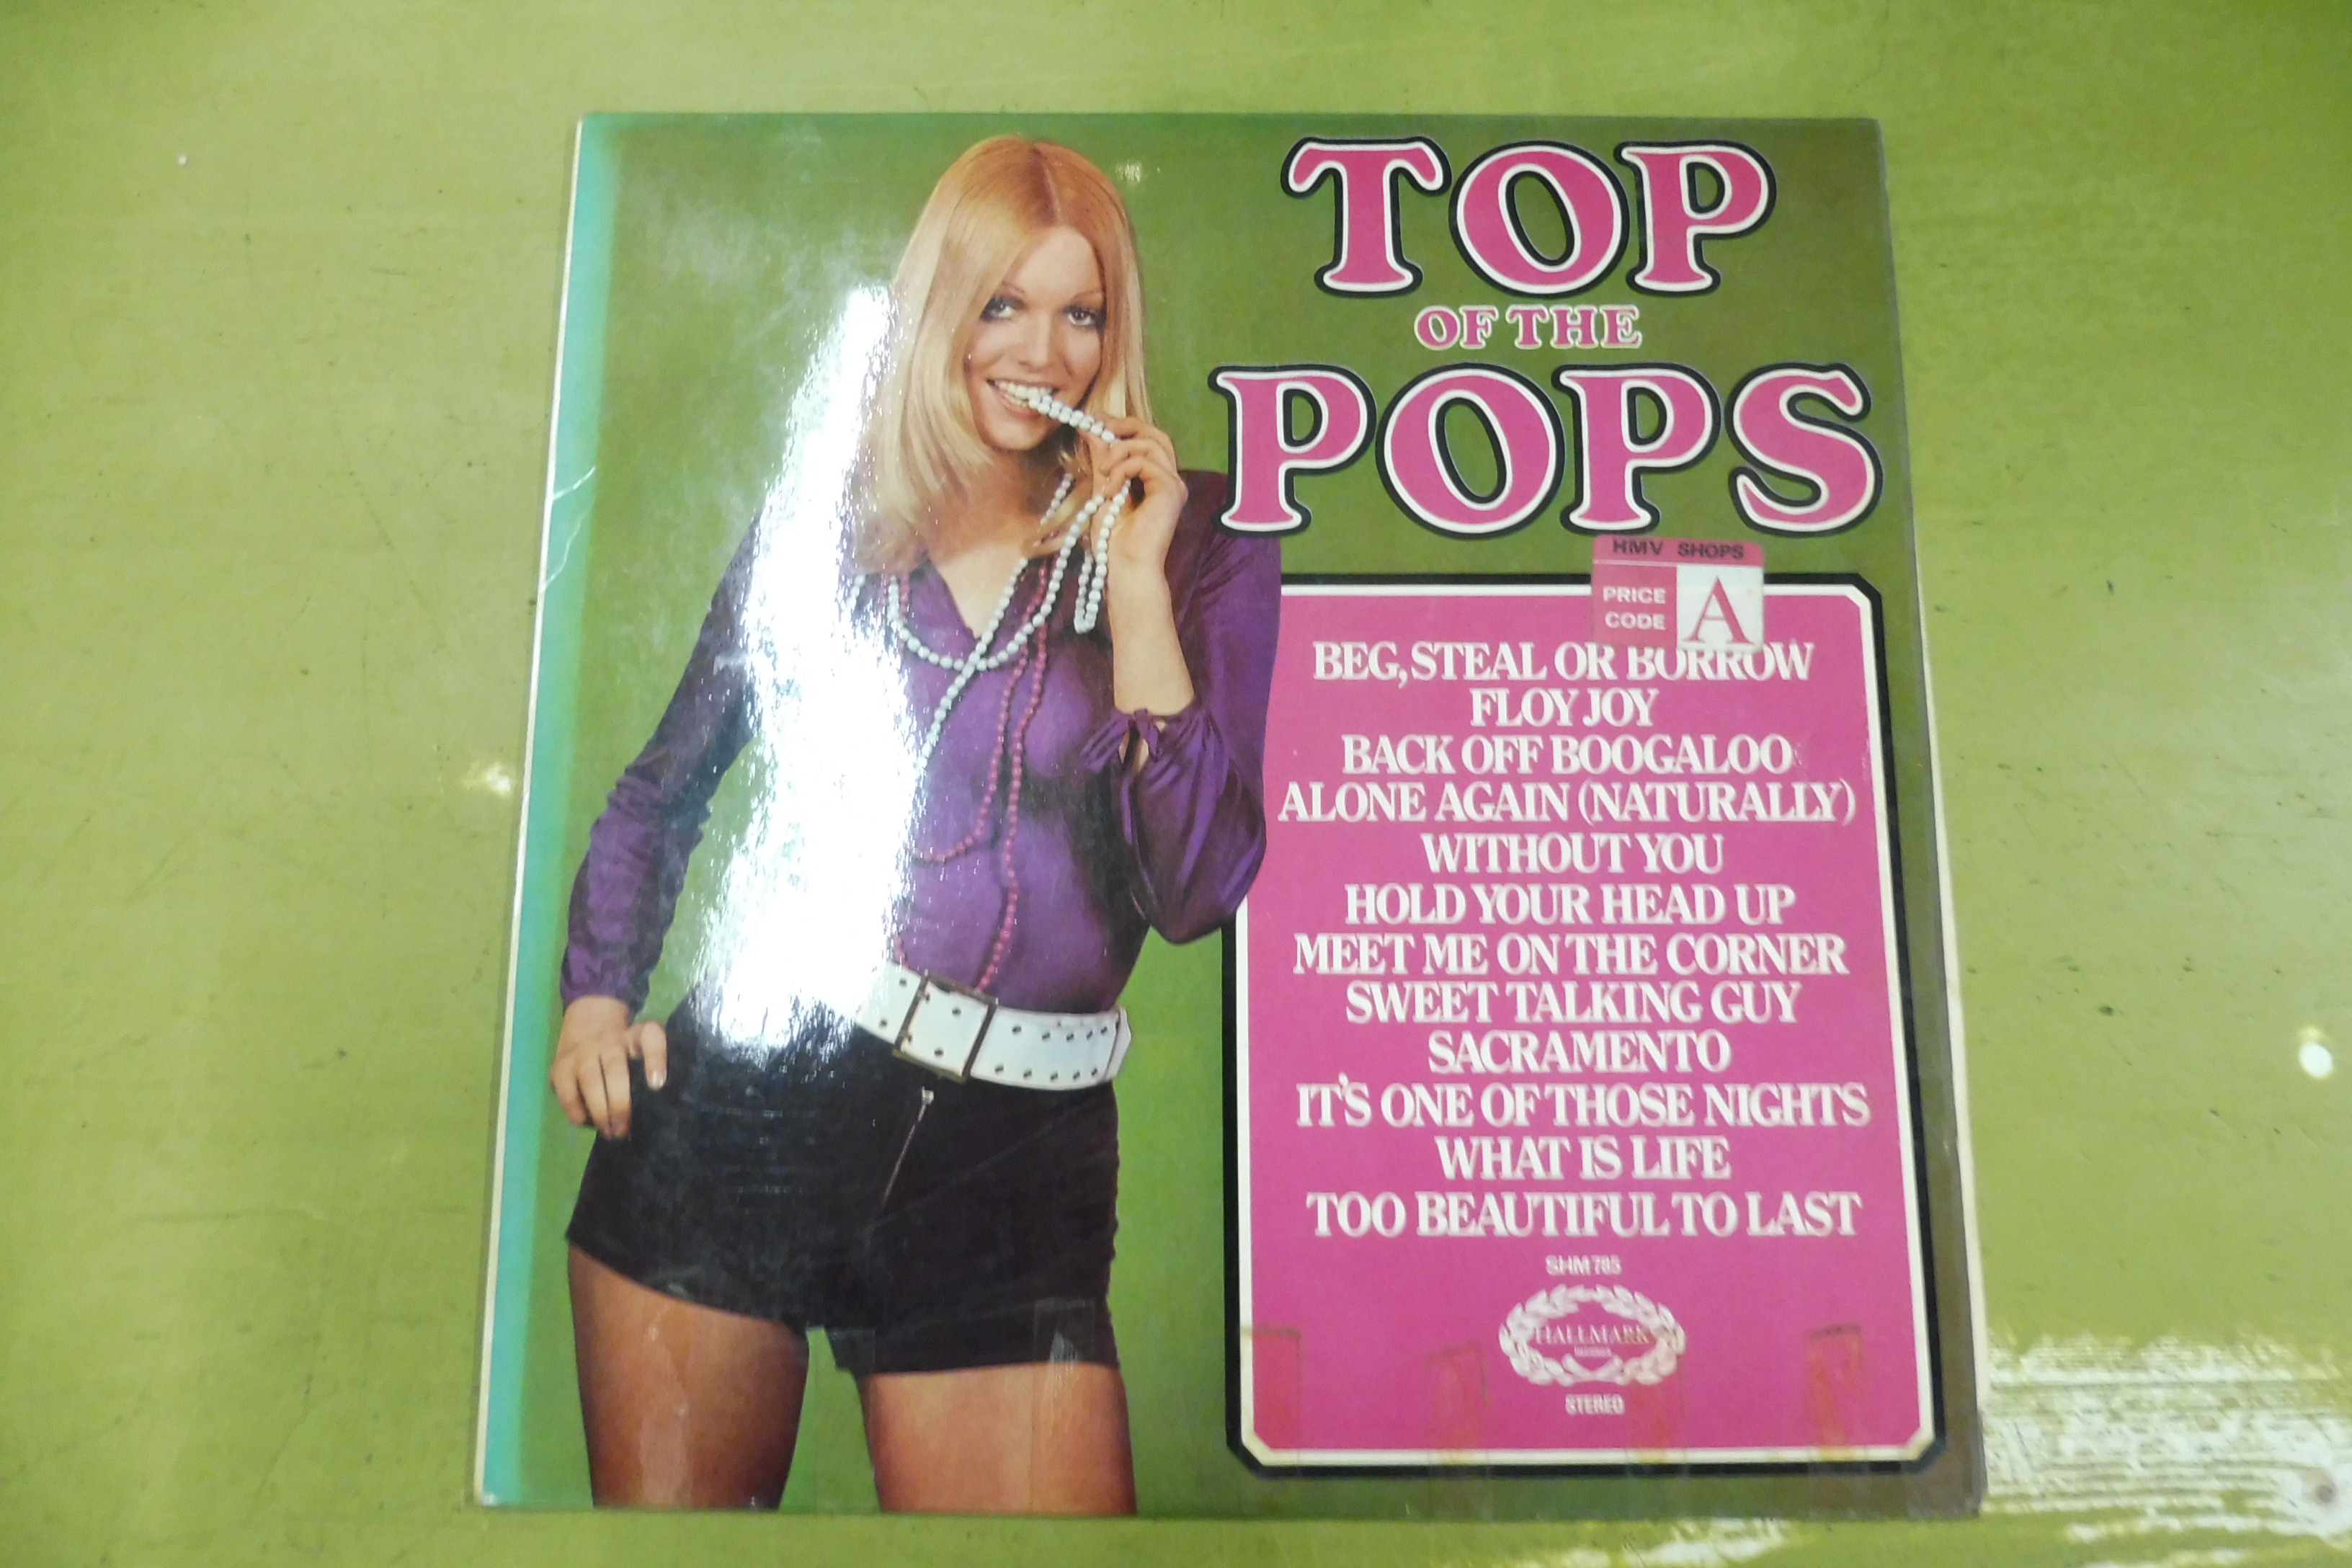 TOP
OF THE
POPS
HMV SHOPS
PRICE
CODE
A
BEG, STEAL OR BORROW
FLOY JOY
BACK OFF BOOGALOO
ALONE AGAIN (NATURALLY)
WITHOUT YOU
HOLD YOUR HEAD UP
MEET ME ON THE CORNER
SWEET TALKING GUY
SACRAMENTO
IT'S ONE OF THOSE NIGHTS
WHAT IS LIFE
TOO BEAUTIFUL TO LAST
SHM 785
HALLMARK
RECORDS
STEREO